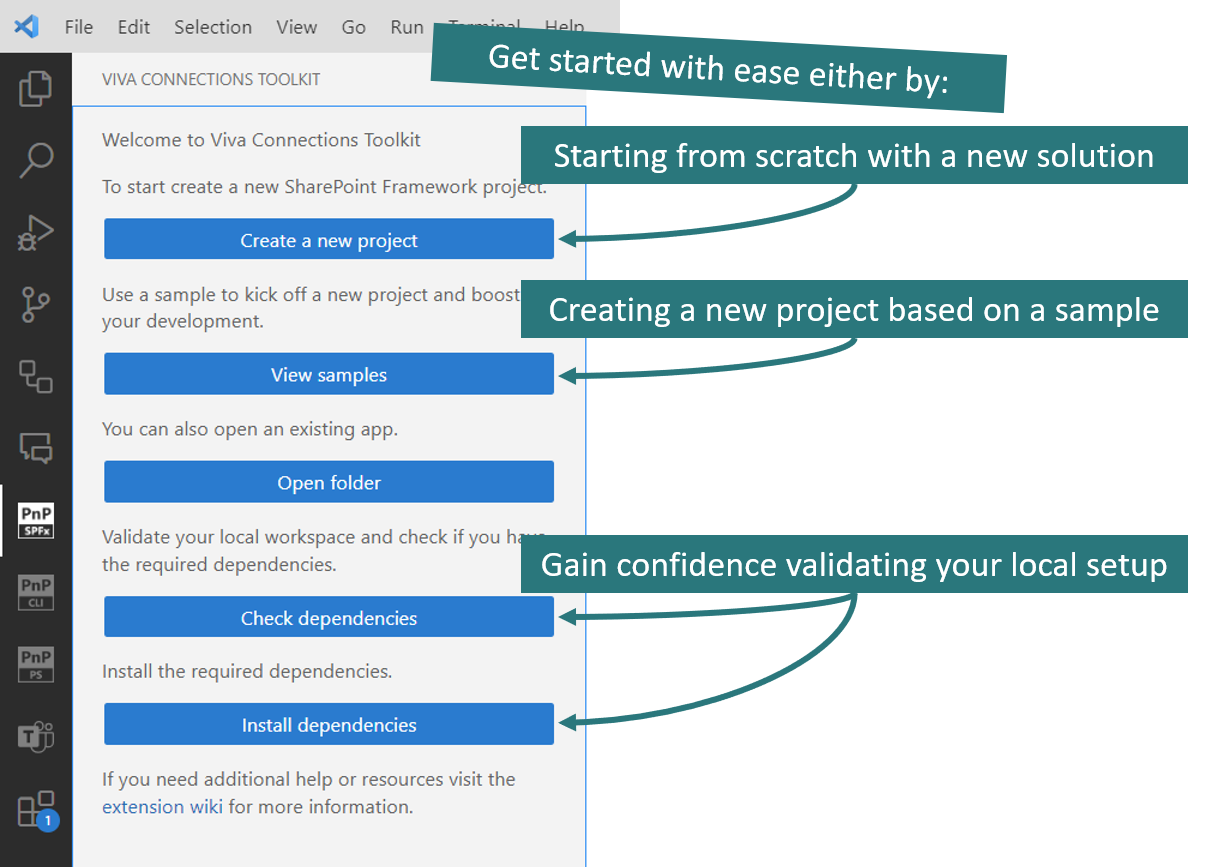 File Edit Selection View Go Run Terminal Help
Get started with ease either by:
VIVA CONNECTIONS TOOLKIT
Welcome to Viva Connections Toolkit
Starting from scratch with a new solution
To start create a new SharePoint Framework project.
Create a new project
Use a sample to kick off a new project and boost
your development.
Creating a new project based on a sample
View samples
You can also open an existing app.
Open folder
Validate your local workspace and check if you have
the required dependencies.
Gain confidence validating your local setup
Check dependencies
Install the required dependencies.
Install dependencies
If you need additional help or resources visit the
extension wiki for more information.
PnP
SPFx
PnP
CLI
PnP
PS
T
1